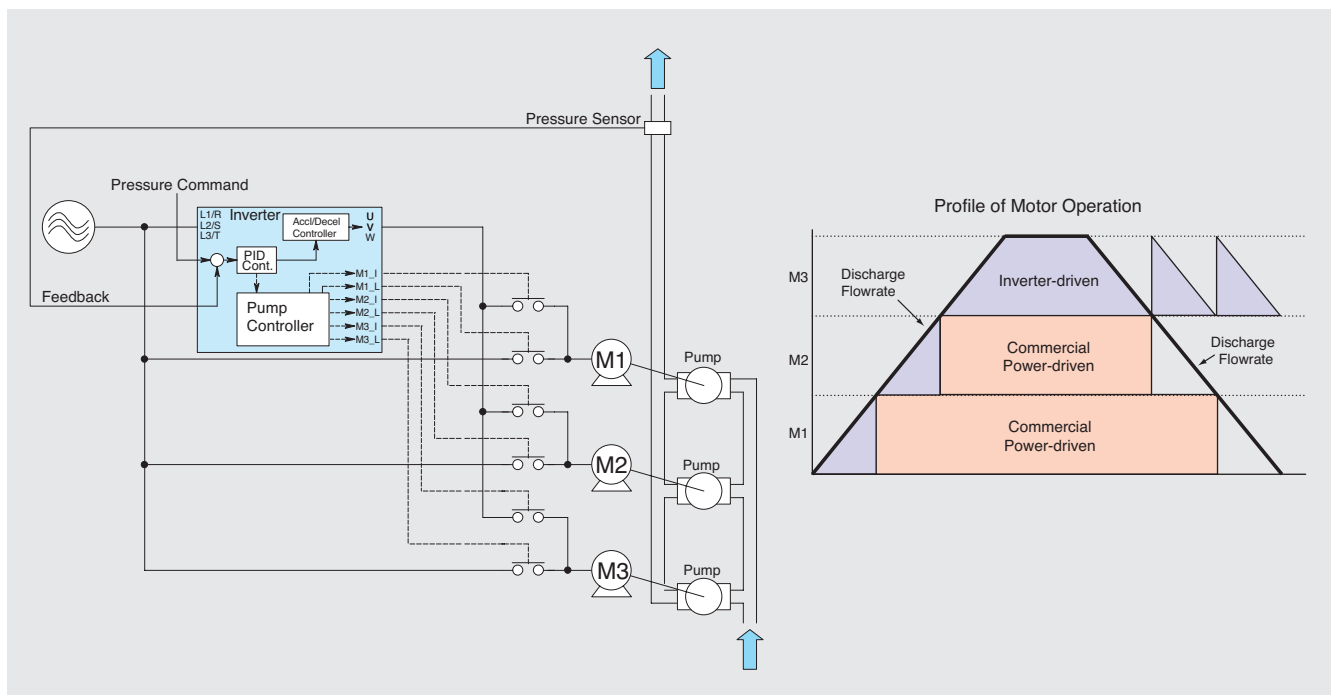 Pressure Sensor
Pressure Command
L1/R
L2/S
L3/T
Inverter
Accl/Decel
Controller
U
V
W
PID
Cont.
Feedback
Pump
Controller
M1_I
M1_L
M2_I
M2_L
M3_I
M3_L
M1
Pump
M2
Pump
M3
Pump
Profile of Motor Operation
M3
M2
M1
Discharge
Flowrate
Inverter-driven
Commercial
Power-driven
Discharge
Flowrate
Commercial
Power-driven